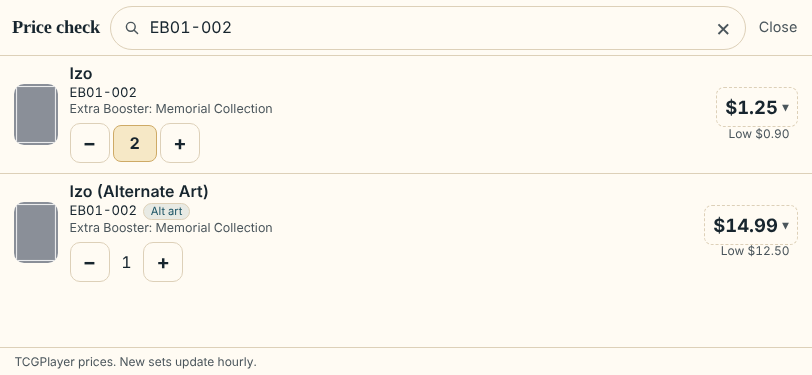 Price check
EB01-002
Close
Izo
EB01-002
Extra Booster: Memorial Collection
− 2 +
$1.25 ▾
Low $0.90
Izo (Alternate Art)
EB01-002 Alt art
Extra Booster: Memorial Collection
− 1 +
$14.99 ▾
Low $12.50
TCGPlayer prices. New sets update hourly.